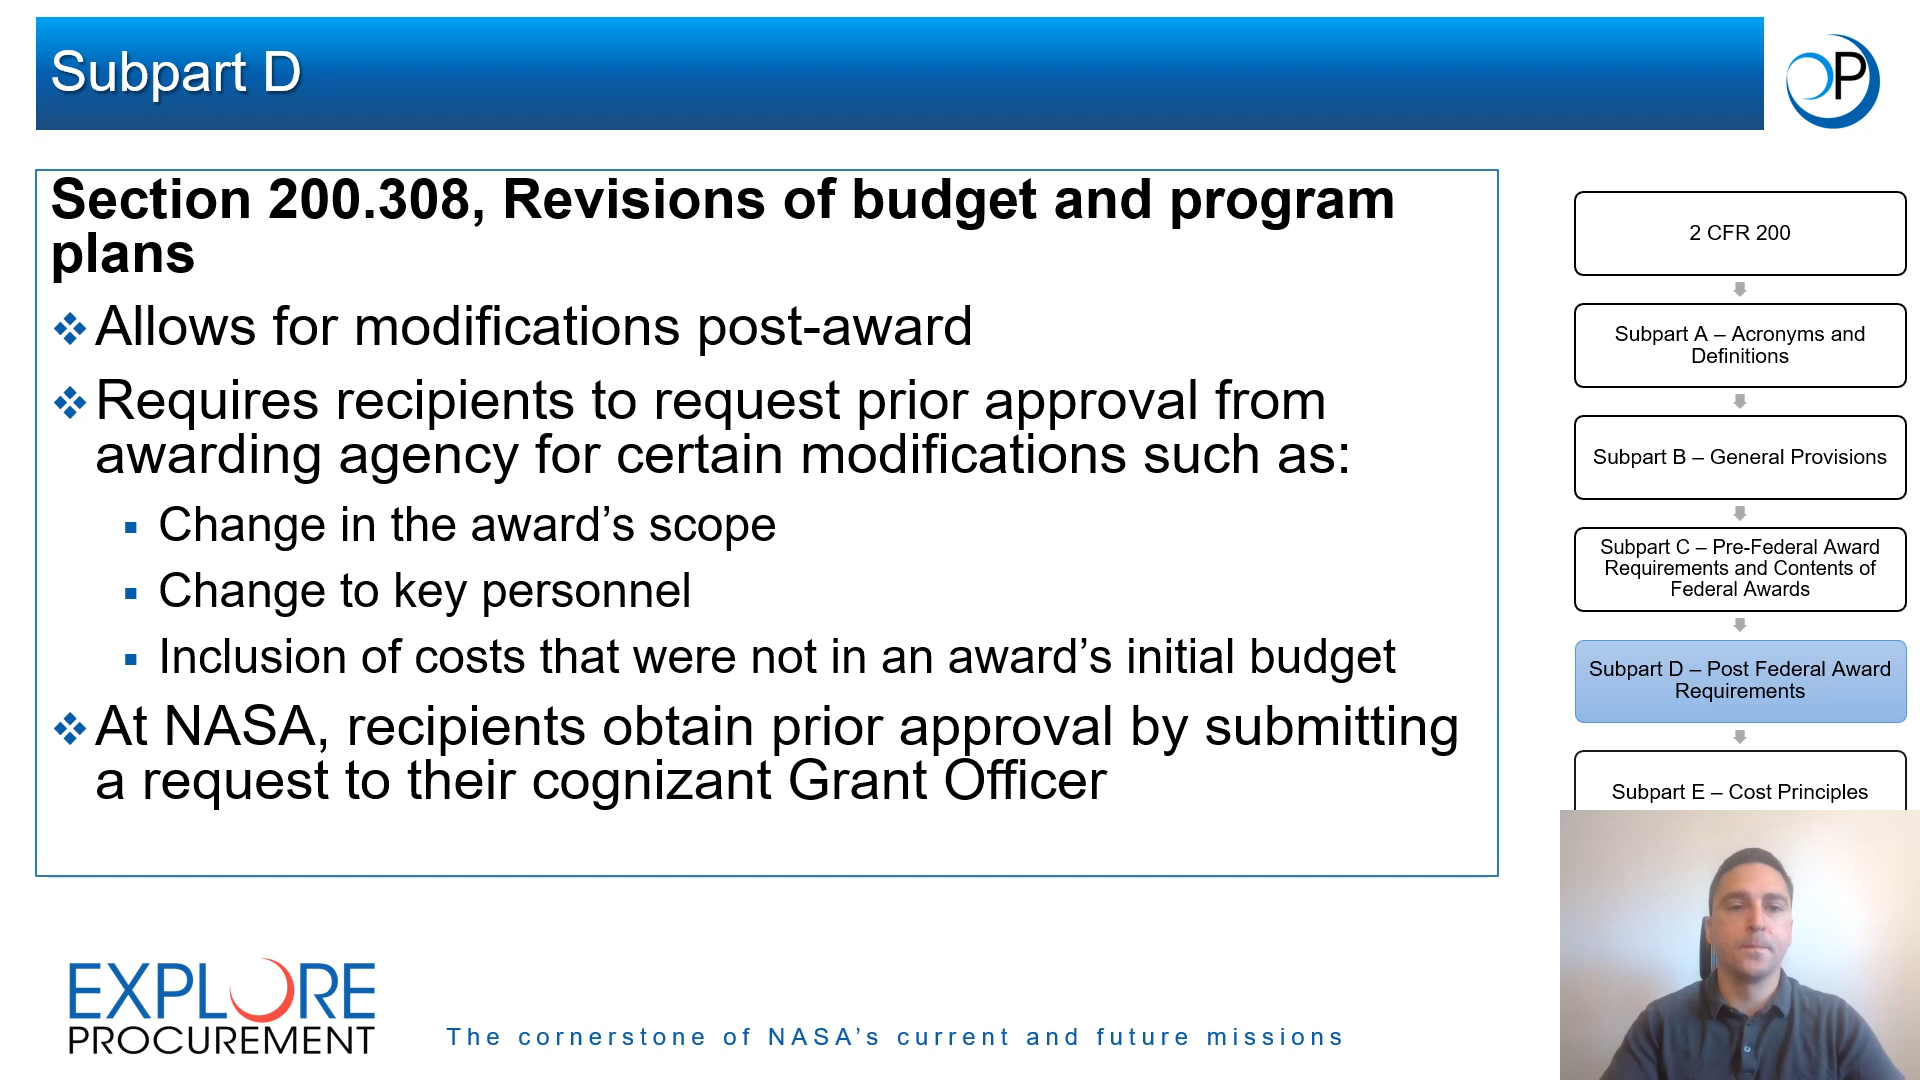 Subpart D
OP
Section 200.308, Revisions of budget and program
plans
Allows for modifications post-award
Requires recipients to request prior approval from
awarding agency for certain modifications such as:
Change in the award’s scope
Change to key personnel
Inclusion of costs that were not in an award’s initial budget
At NASA, recipients obtain prior approval by submitting
a request to their cognizant Grant Officer
2 CFR 200
Subpart A – Acronyms and
Definitions
Subpart B – General Provisions
Subpart C – Pre-Federal Award
Requirements and Contents of
Federal Awards
Subpart D – Post Federal Award
Requirements
Subpart E – Cost Principles
EXPLORE
PROCUREMENT
The cornerstone of NASA’s current and future missions